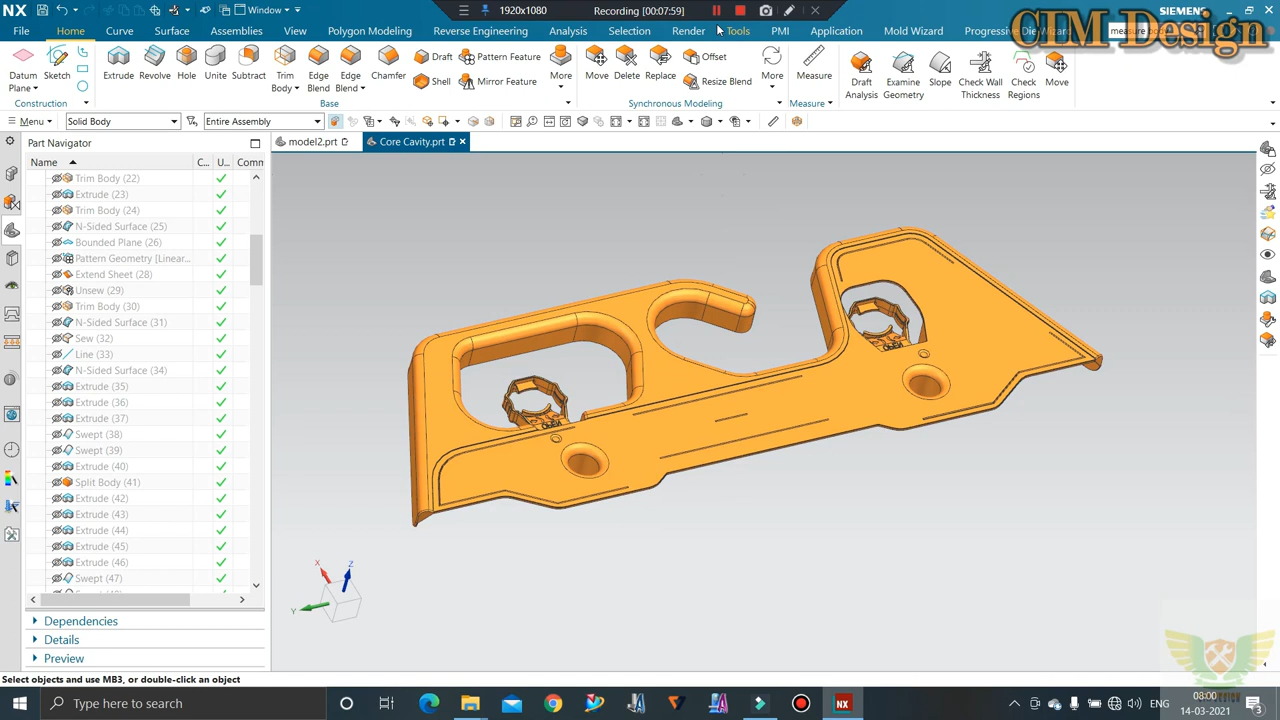 NX
Window
1920x1080
Recording [00:07:59]
SIEMENS
CIM Design
File Home Curve Surface Assemblies View Polygon Modeling Reverse Engineering Analysis Selection Render Tools PMI Application Mold Wizard Progressive Die Wizard
Datum Plane Sketch Extrude Revolve Hole Unite Subtract Trim Body Edge Blend Edge Blend Chamfer Draft Shell Pattern Feature Mirror Feature More Move Delete Replace Offset Resize Blend More Measure Draft Analysis Examine Geometry Slope Check Wall Thickness Check Regions Move
Construction Base Synchronous Modeling Measure
Menu Solid Body Entire Assembly
Part Navigator
model2.prt Core Cavity.prt
Name C... U... Comm
Trim Body (22)
Extrude (23)
Trim Body (24)
N-Sided Surface (25)
Bounded Plane (26)
Pattern Geometry [Linear...
Extend Sheet (28)
Unsew (29)
Trim Body (30)
N-Sided Surface (31)
Sew (32)
Line (33)
N-Sided Surface (34)
Extrude (35)
Extrude (36)
Extrude (37)
Swept (38)
Swept (39)
Extrude (40)
Split Body (41)
Extrude (42)
Extrude (43)
Extrude (44)
Extrude (45)
Extrude (46)
Swept (47)
X Z
Y
Dependencies
Details
Preview
Select objects and use MB3, or double-click an object
Type here to search
NX
ENG
08:00
14-03-2021
3